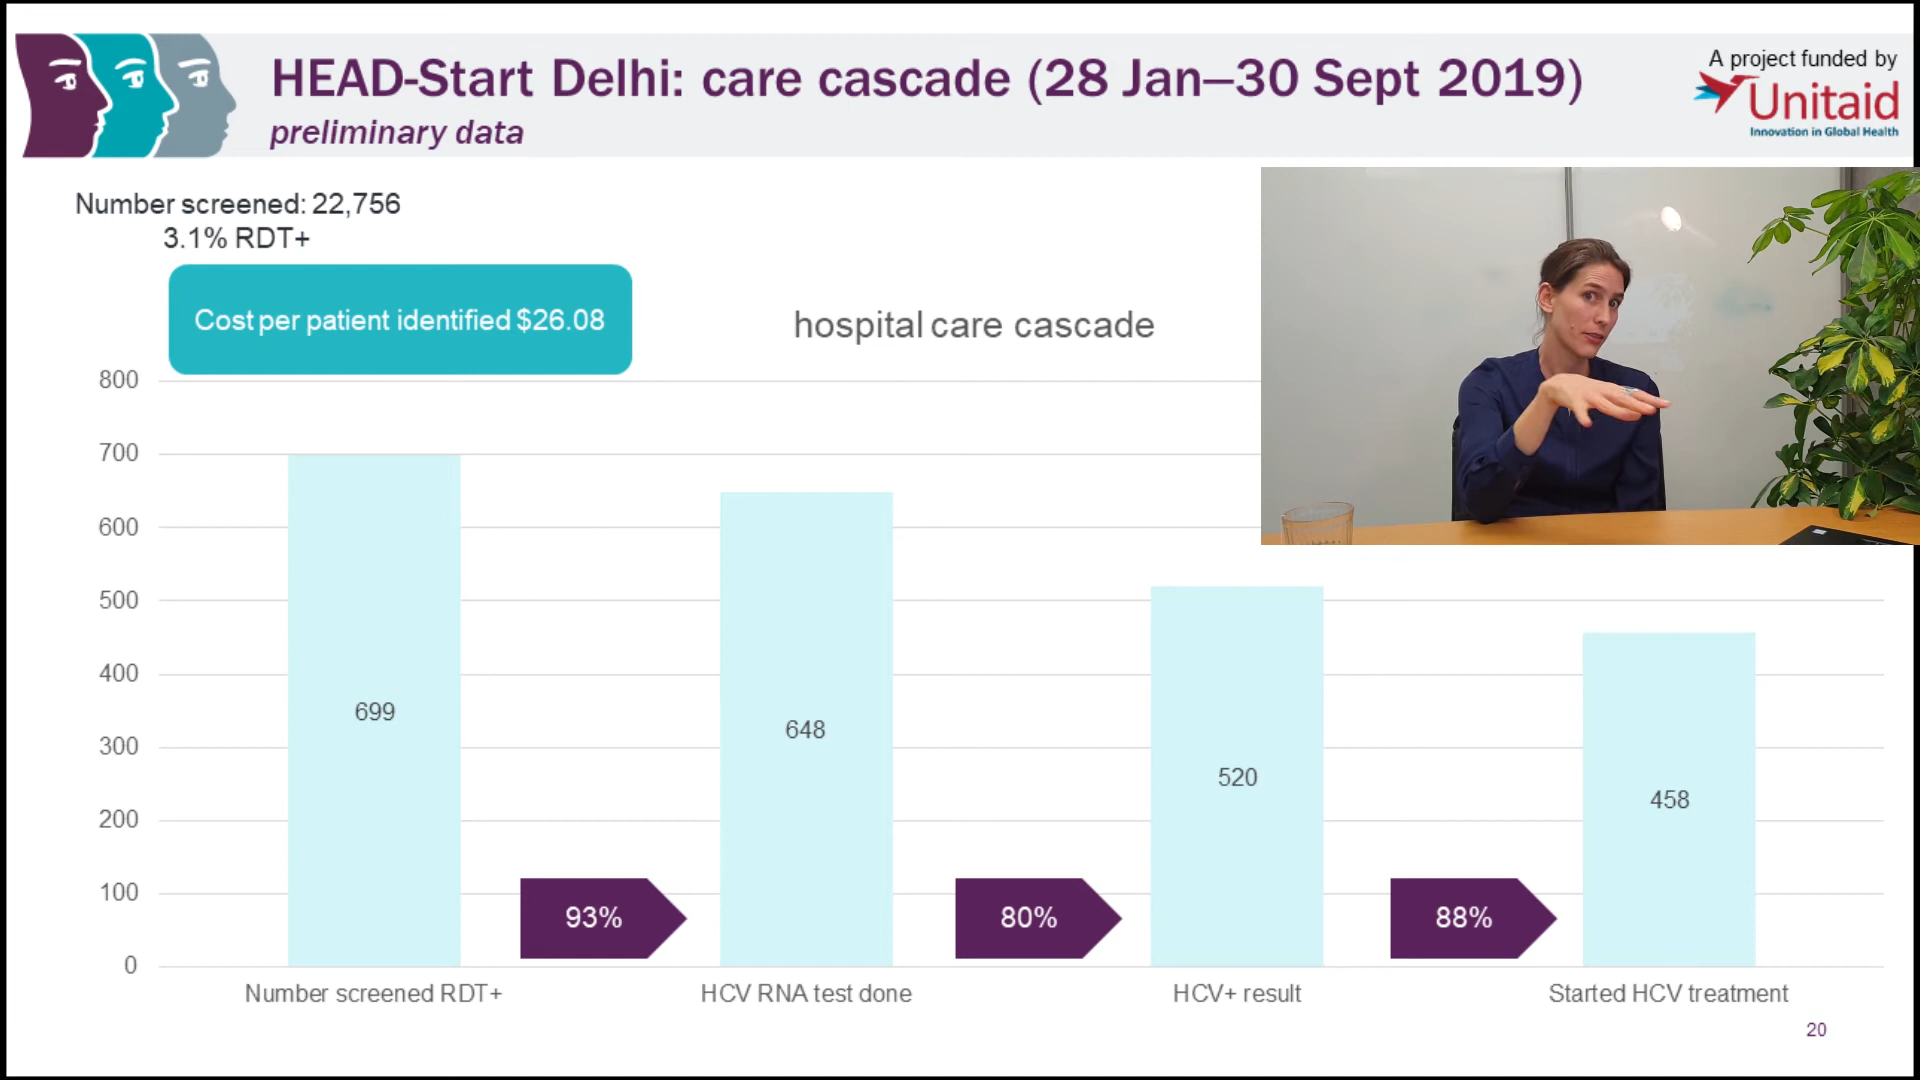 HEAD-Start Delhi: care cascade (28 Jan–30 Sept 2019)
preliminary data
A project funded by
Unitaid
Innovation in Global Health
Number screened: 22,756
3.1% RDT+
Cost per patient identified $26.08
hospital care cascade
800
700
600
500
400
300
200
100
0
699
648
520
458
93%
80%
88%
Number screened RDT+
HCV RNA test done
HCV+ result
Started HCV treatment
20